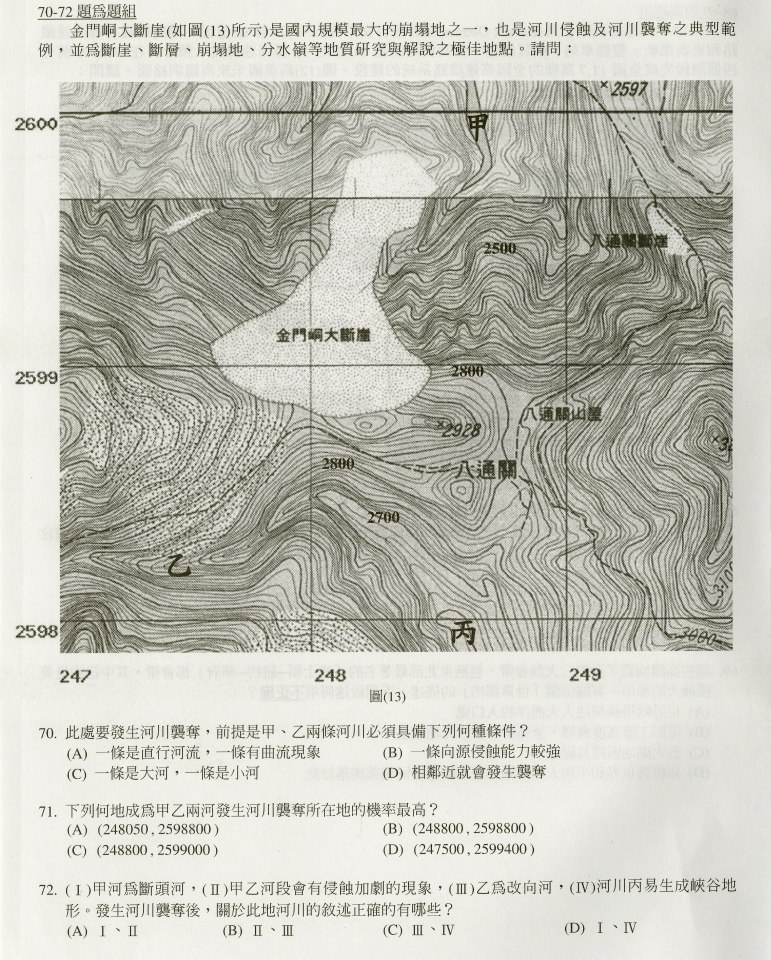 70-72 題為題組
金門峒大斷崖(如圖(13)所示)是國內規模最大的崩塌地之一，也是河川侵蝕及河川襲奪之典型範
例，並為斷崖、斷層、崩塌地、分水嶺等地質研究與解說之極佳地點。請問：
2597
2600
甲
八通關斷崖
2500
金門峒大斷崖
2599
2800
八通關山屋
2928
2800
八通關
2700
乙
2598
丙
3000
247
248
249
圖(13)
70. 此處要發生河川襲奪，前提是甲、乙兩條河川必須具備下列何種條件？
(A) 一條是直行河流，一條有曲流現象 (B) 一條向源侵蝕能力較強
(C) 一條是大河，一條是小河 (D) 相鄰近就會發生襲奪
71. 下列何地成為甲乙兩河發生河川襲奪所在地的機率最高？
(A) (248050 , 2598800 ) (B) (248800 , 2598800 )
(C) (248800 , 2599000 ) (D) (247500 , 2599400 )
72. (Ⅰ)甲河為斷頭河，(Ⅱ)甲乙河段會有侵蝕加劇的現象，(Ⅲ)乙為改向河，(Ⅳ)河川丙易生成峽谷地
形。發生河川襲奪後，關於此地河川的敘述正確的有哪些？
(A) Ⅰ、Ⅱ (B) Ⅱ、Ⅲ (C) Ⅲ、Ⅳ (D) Ⅰ、Ⅳ